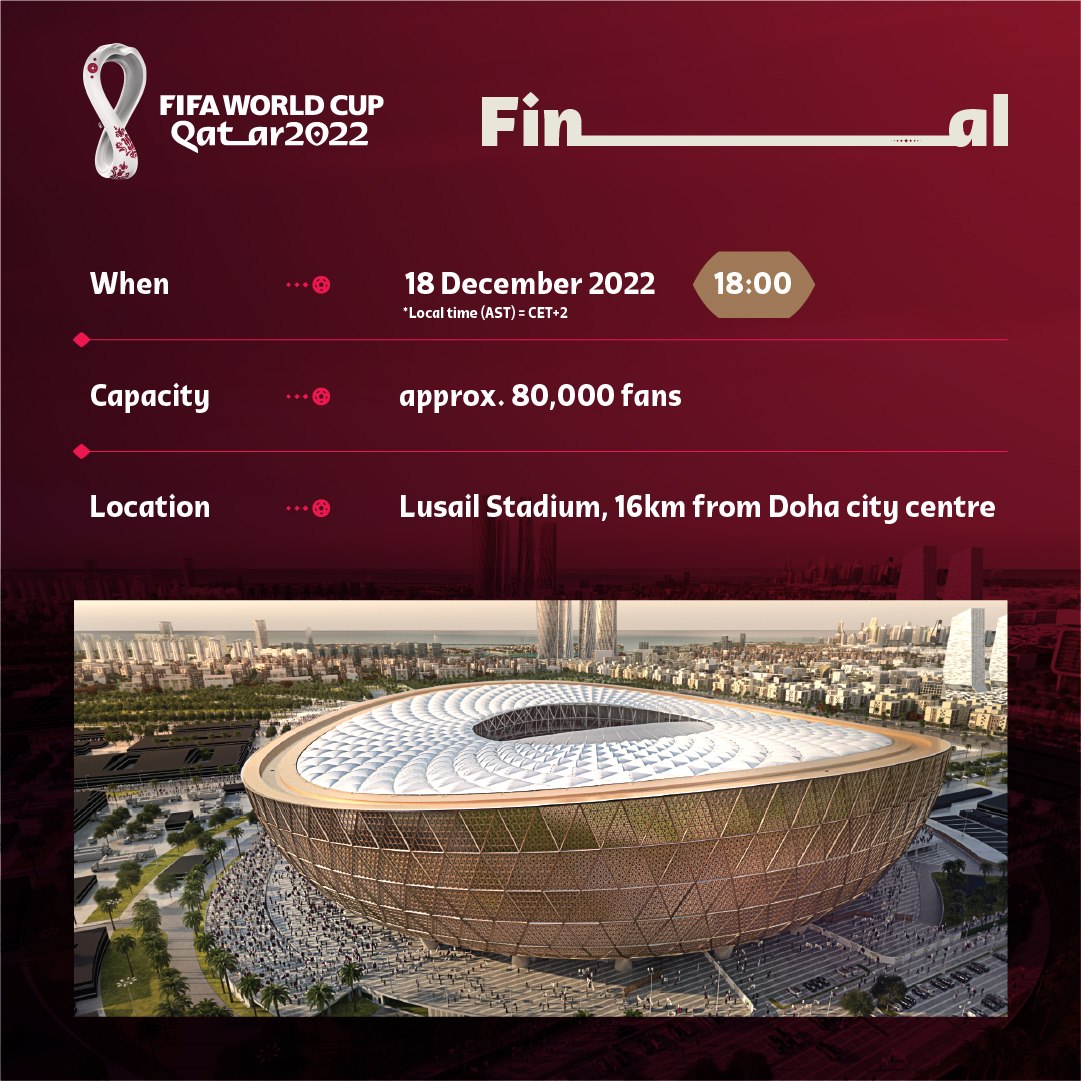 FIFA WORLD CUP
Qatar2022
Final
When
18 December 2022
18:00
*Local time (AST) = CET+2
Capacity
approx. 80,000 fans
Location
Lusail Stadium, 16km from Doha city centre